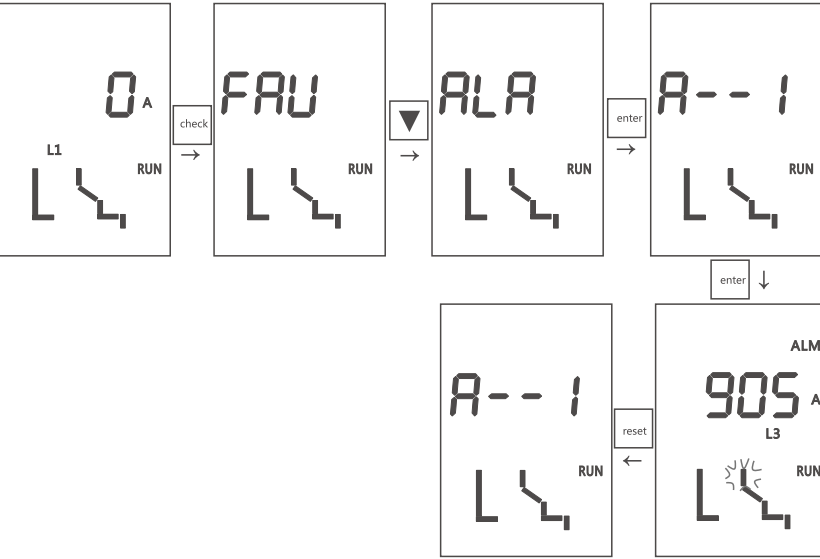 0 A
L1
RUN
check
→
FAU
RUN
▼
→
ALA
RUN
enter
→
A--1
RUN
enter ↓
ALM
905 A
L3
RUN
reset
←
A--1
RUN